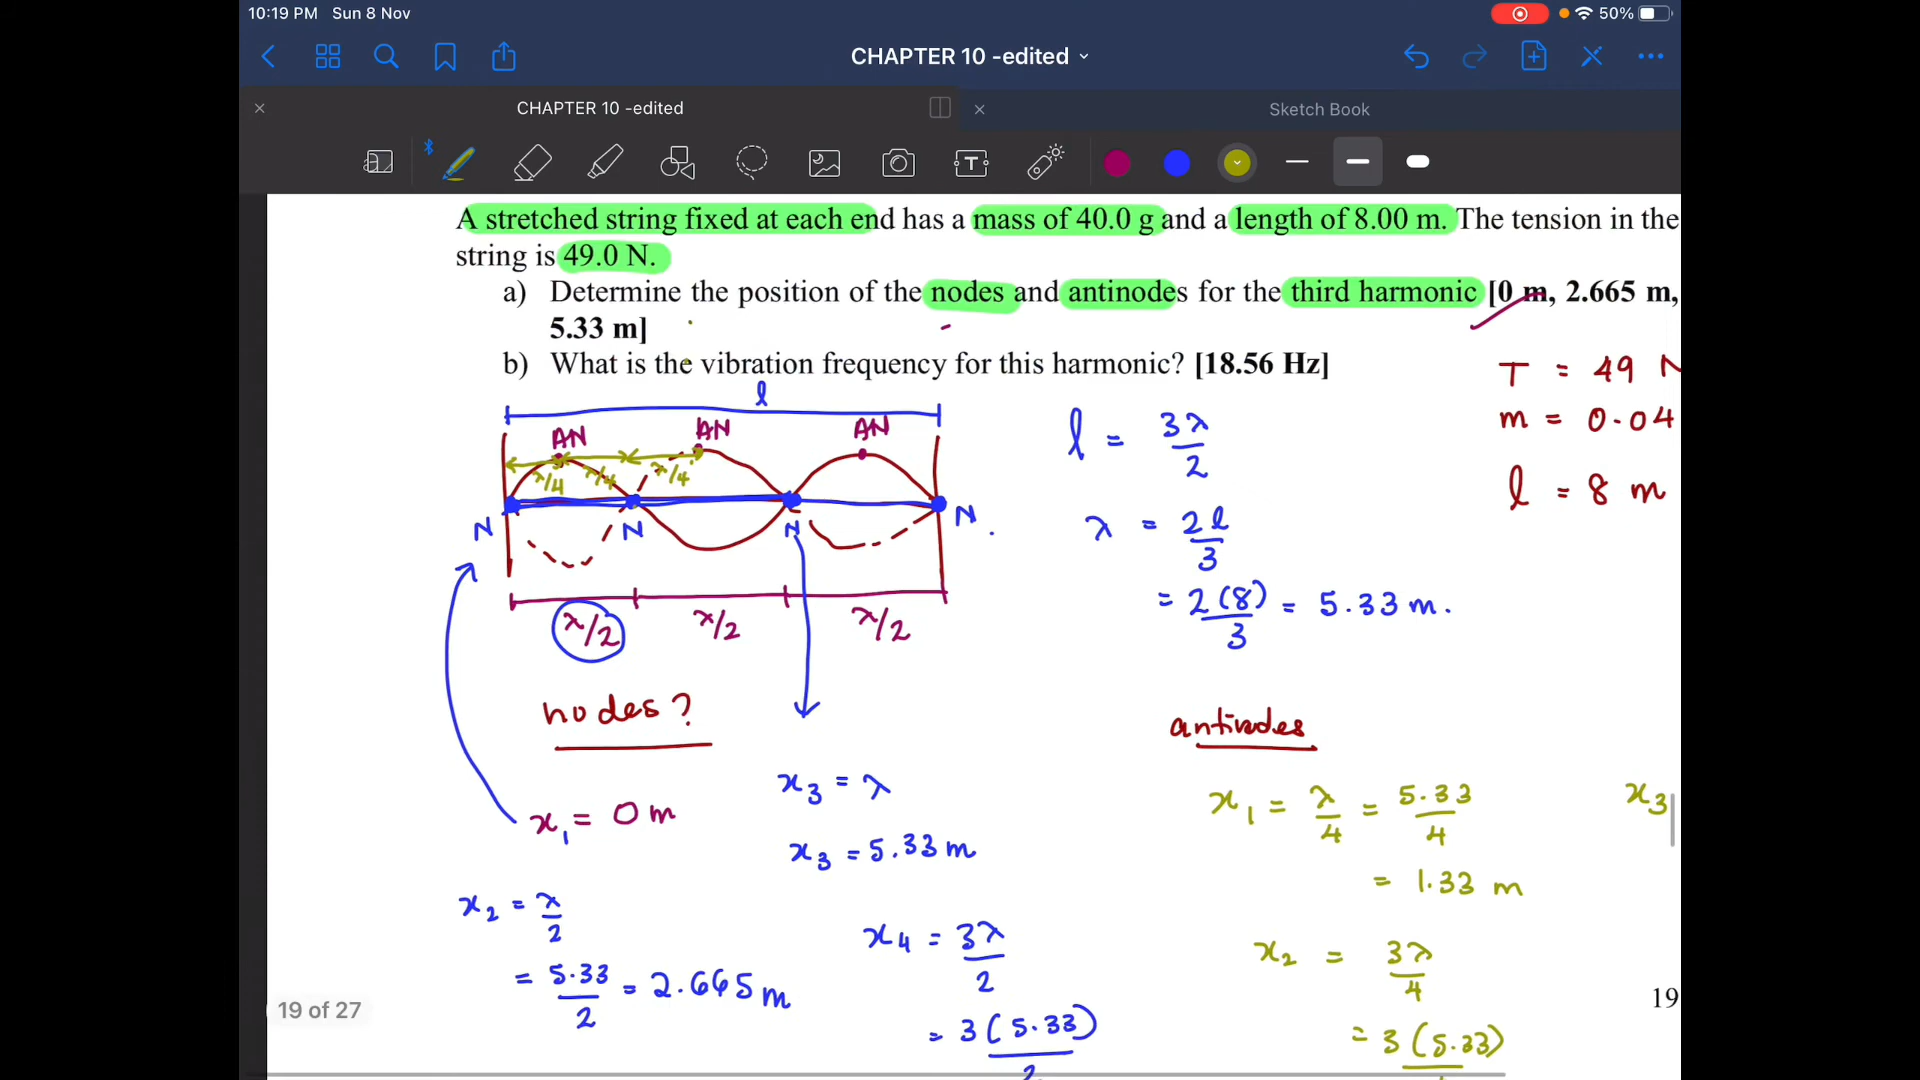 10:19 PM Sun 8 Nov
50%
CHAPTER 10 -edited
CHAPTER 10 -edited
Sketch Book
A stretched string fixed at each end has a mass of 40.0 g and a length of 8.00 m. The tension in the
string is 49.0 N.
a) Determine the position of the nodes and antinodes for the third harmonic [0 m, 2.665 m,
5.33 m]
b) What is the vibration frequency for this harmonic? [18.56 Hz]
T = 49 N
m = 0.04
l = 8 m
l
AN AN AN
λ/4 λ/4 λ/4
N N N N
λ/2 λ/2 λ/2
l = 3λ/2
λ = 2l/3
= 2(8)/3 = 5.33 m.
nodes?
x₁ = 0 m
x₂ = λ/2
= 5.33/2 = 2.665 m
x₃ = λ
x₃ = 5.33 m
x₄ = 3λ/2
= 3(5.33)
antinodes
x₁ = λ/4 = 5.33/4
= 1.33 m
x₂ = 3λ/4
= 3(5.33)
x₃
19 of 27
19